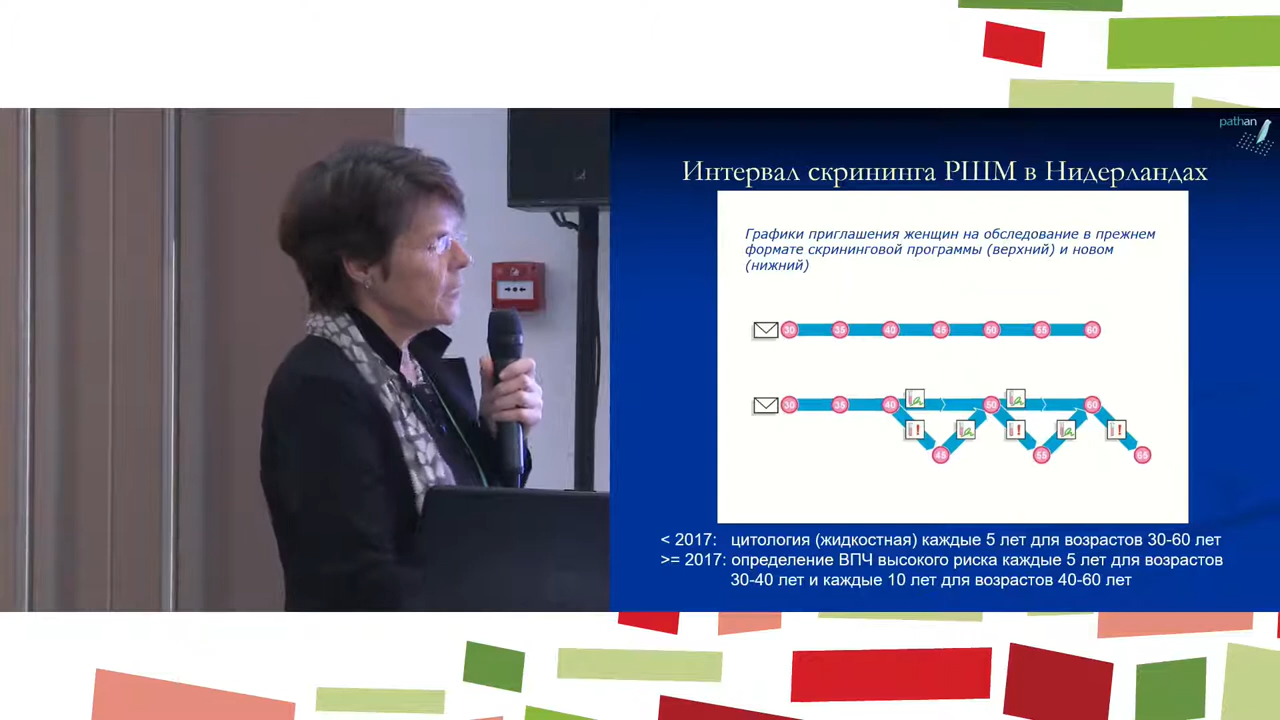 pathan
Интервал скрининга РШМ в Нидерландах
Графики приглашения женщин на обследование в прежнем
формате скрининговой программы (верхний) и новом
(нижний)
30 35 40 45 50 55 60
30 35 40 50 60
45 55 65
< 2017: цитология (жидкостная) каждые 5 лет для возрастов 30-60 лет
>= 2017: определение ВПЧ высокого риска каждые 5 лет для возрастов
30-40 лет и каждые 10 лет для возрастов 40-60 лет